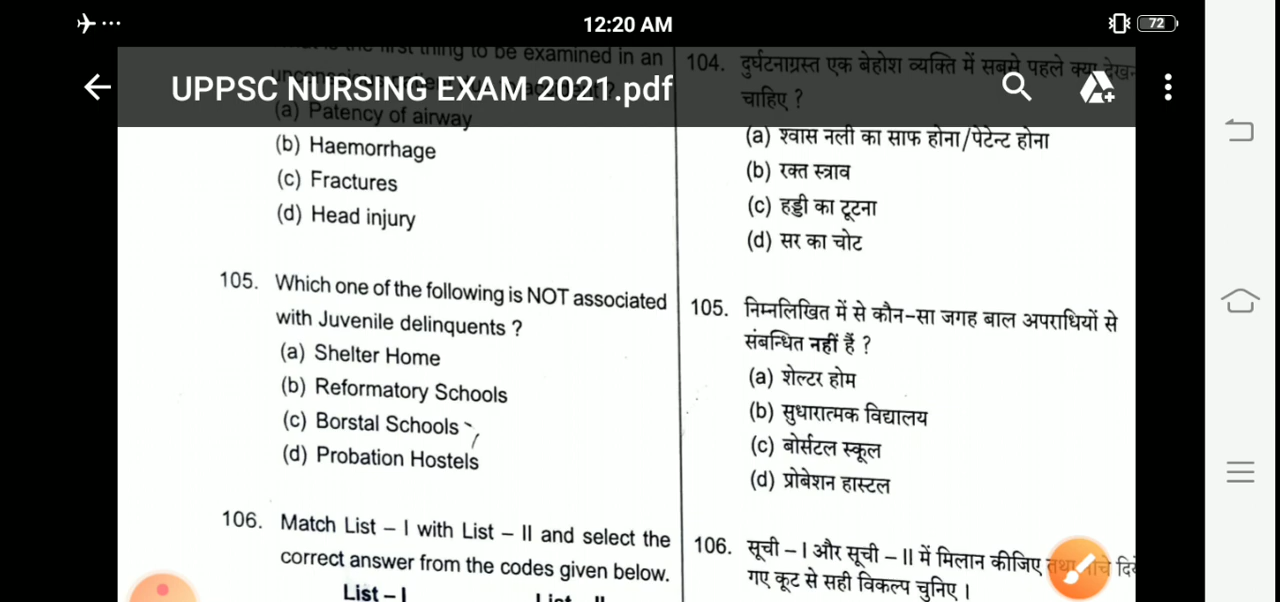 12:20 AM
72
UPPSC NURSING EXAM 2021.pdf
the first thing to be examined in an
(a) Patency of airway
(b) Haemorrhage
(c) Fractures
(d) Head injury
105. Which one of the following is NOT associated
with Juvenile delinquents ?
(a) Shelter Home
(b) Reformatory Schools
(c) Borstal Schools
(d) Probation Hostels
106. Match List – I with List – II and select the
correct answer from the codes given below.
List – I List – II
104. दुर्घटनाग्रस्त एक बेहोश व्यक्ति में सबसे पहले क्या
चाहिए ?
(a) श्वास नली का साफ होना/पेटेन्ट होना
(b) रक्त स्त्राव
(c) हड्डी का टूटना
(d) सर का चोट
105. निम्नलिखित में से कौन-सा जगह बाल अपराधियों से
संबन्धित नहीं हैं ?
(a) शेल्टर होम
(b) सुधारात्मक विद्यालय
(c) बोर्सटल स्कूल
(d) प्रोबेशन हास्टल
106. सूची – I और सूची – II में मिलान कीजिए
गए कूट से सही विकल्प चुनिए ।